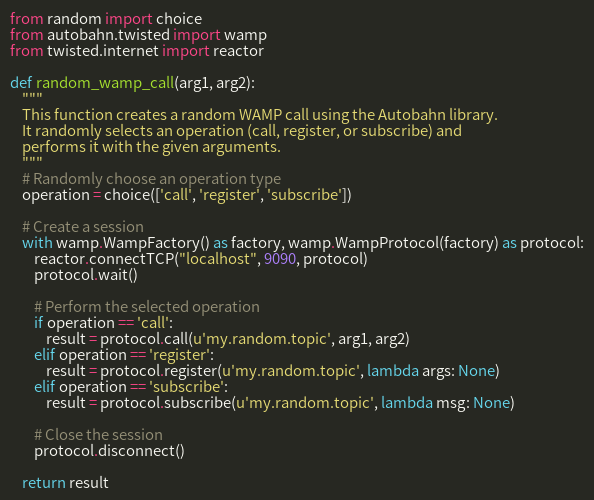 from random import choice
from autobahn.twisted import wamp
from twisted.internet import reactor

def random_wamp_call(arg1, arg2):
    """
    This function creates a random WAMP call using the Autobahn library.
    It randomly selects an operation (call, register, or subscribe) and
    performs it with the given arguments.
    """
    # Randomly choose an operation type
    operation = choice(['call', 'register', 'subscribe'])

    # Create a session
    with wamp.WampFactory() as factory, wamp.WampProtocol(factory) as protocol:
        reactor.connectTCP("localhost", 9090, protocol)
        protocol.wait()

        # Perform the selected operation
        if operation == 'call':
            result = protocol.call(u'my.random.topic', arg1, arg2)
        elif operation == 'register':
            result = protocol.register(u'my.random.topic', lambda args: None)
        elif operation == 'subscribe':
            result = protocol.subscribe(u'my.random.topic', lambda msg: None)

        # Close the session
        protocol.disconnect()

    return result